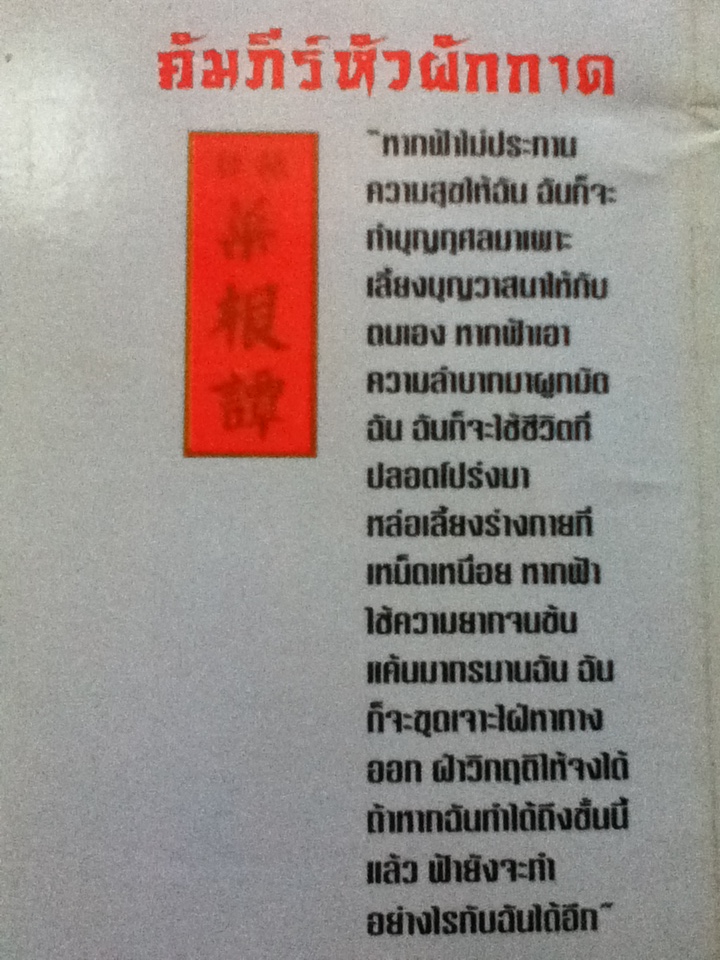 คัมภีร์หัวผักกาด
菜
根
譚
"หากฟ้าไม่ประทาน
ความสุขให้ฉัน ฉันก็จะ
ทำบุญกุศลมาเพาะ
เลี้ยงบุญวาสนาให้กับ
ตนเอง หากฟ้าเอา
ความลำบากมาผูกมัด
ฉัน ฉันก็จะใช้ชีวิตที่
ปลอดโปร่งมา
หล่อเลี้ยงร่างกายที่
เหน็ดเหนื่อย หากฟ้า
ใช้ความยากจนข้น
แค้นมาทรมานฉัน ฉัน
ก็จะขุดเจาะไฝ่หาทาง
ออก ฝ่าวิกฤติให้จงได้
ถ้าหากฉันทำได้ถึงขั้นนี้
แล้ว ฟ้ายังจะทำ
อย่างไรกับฉันได้อีก"